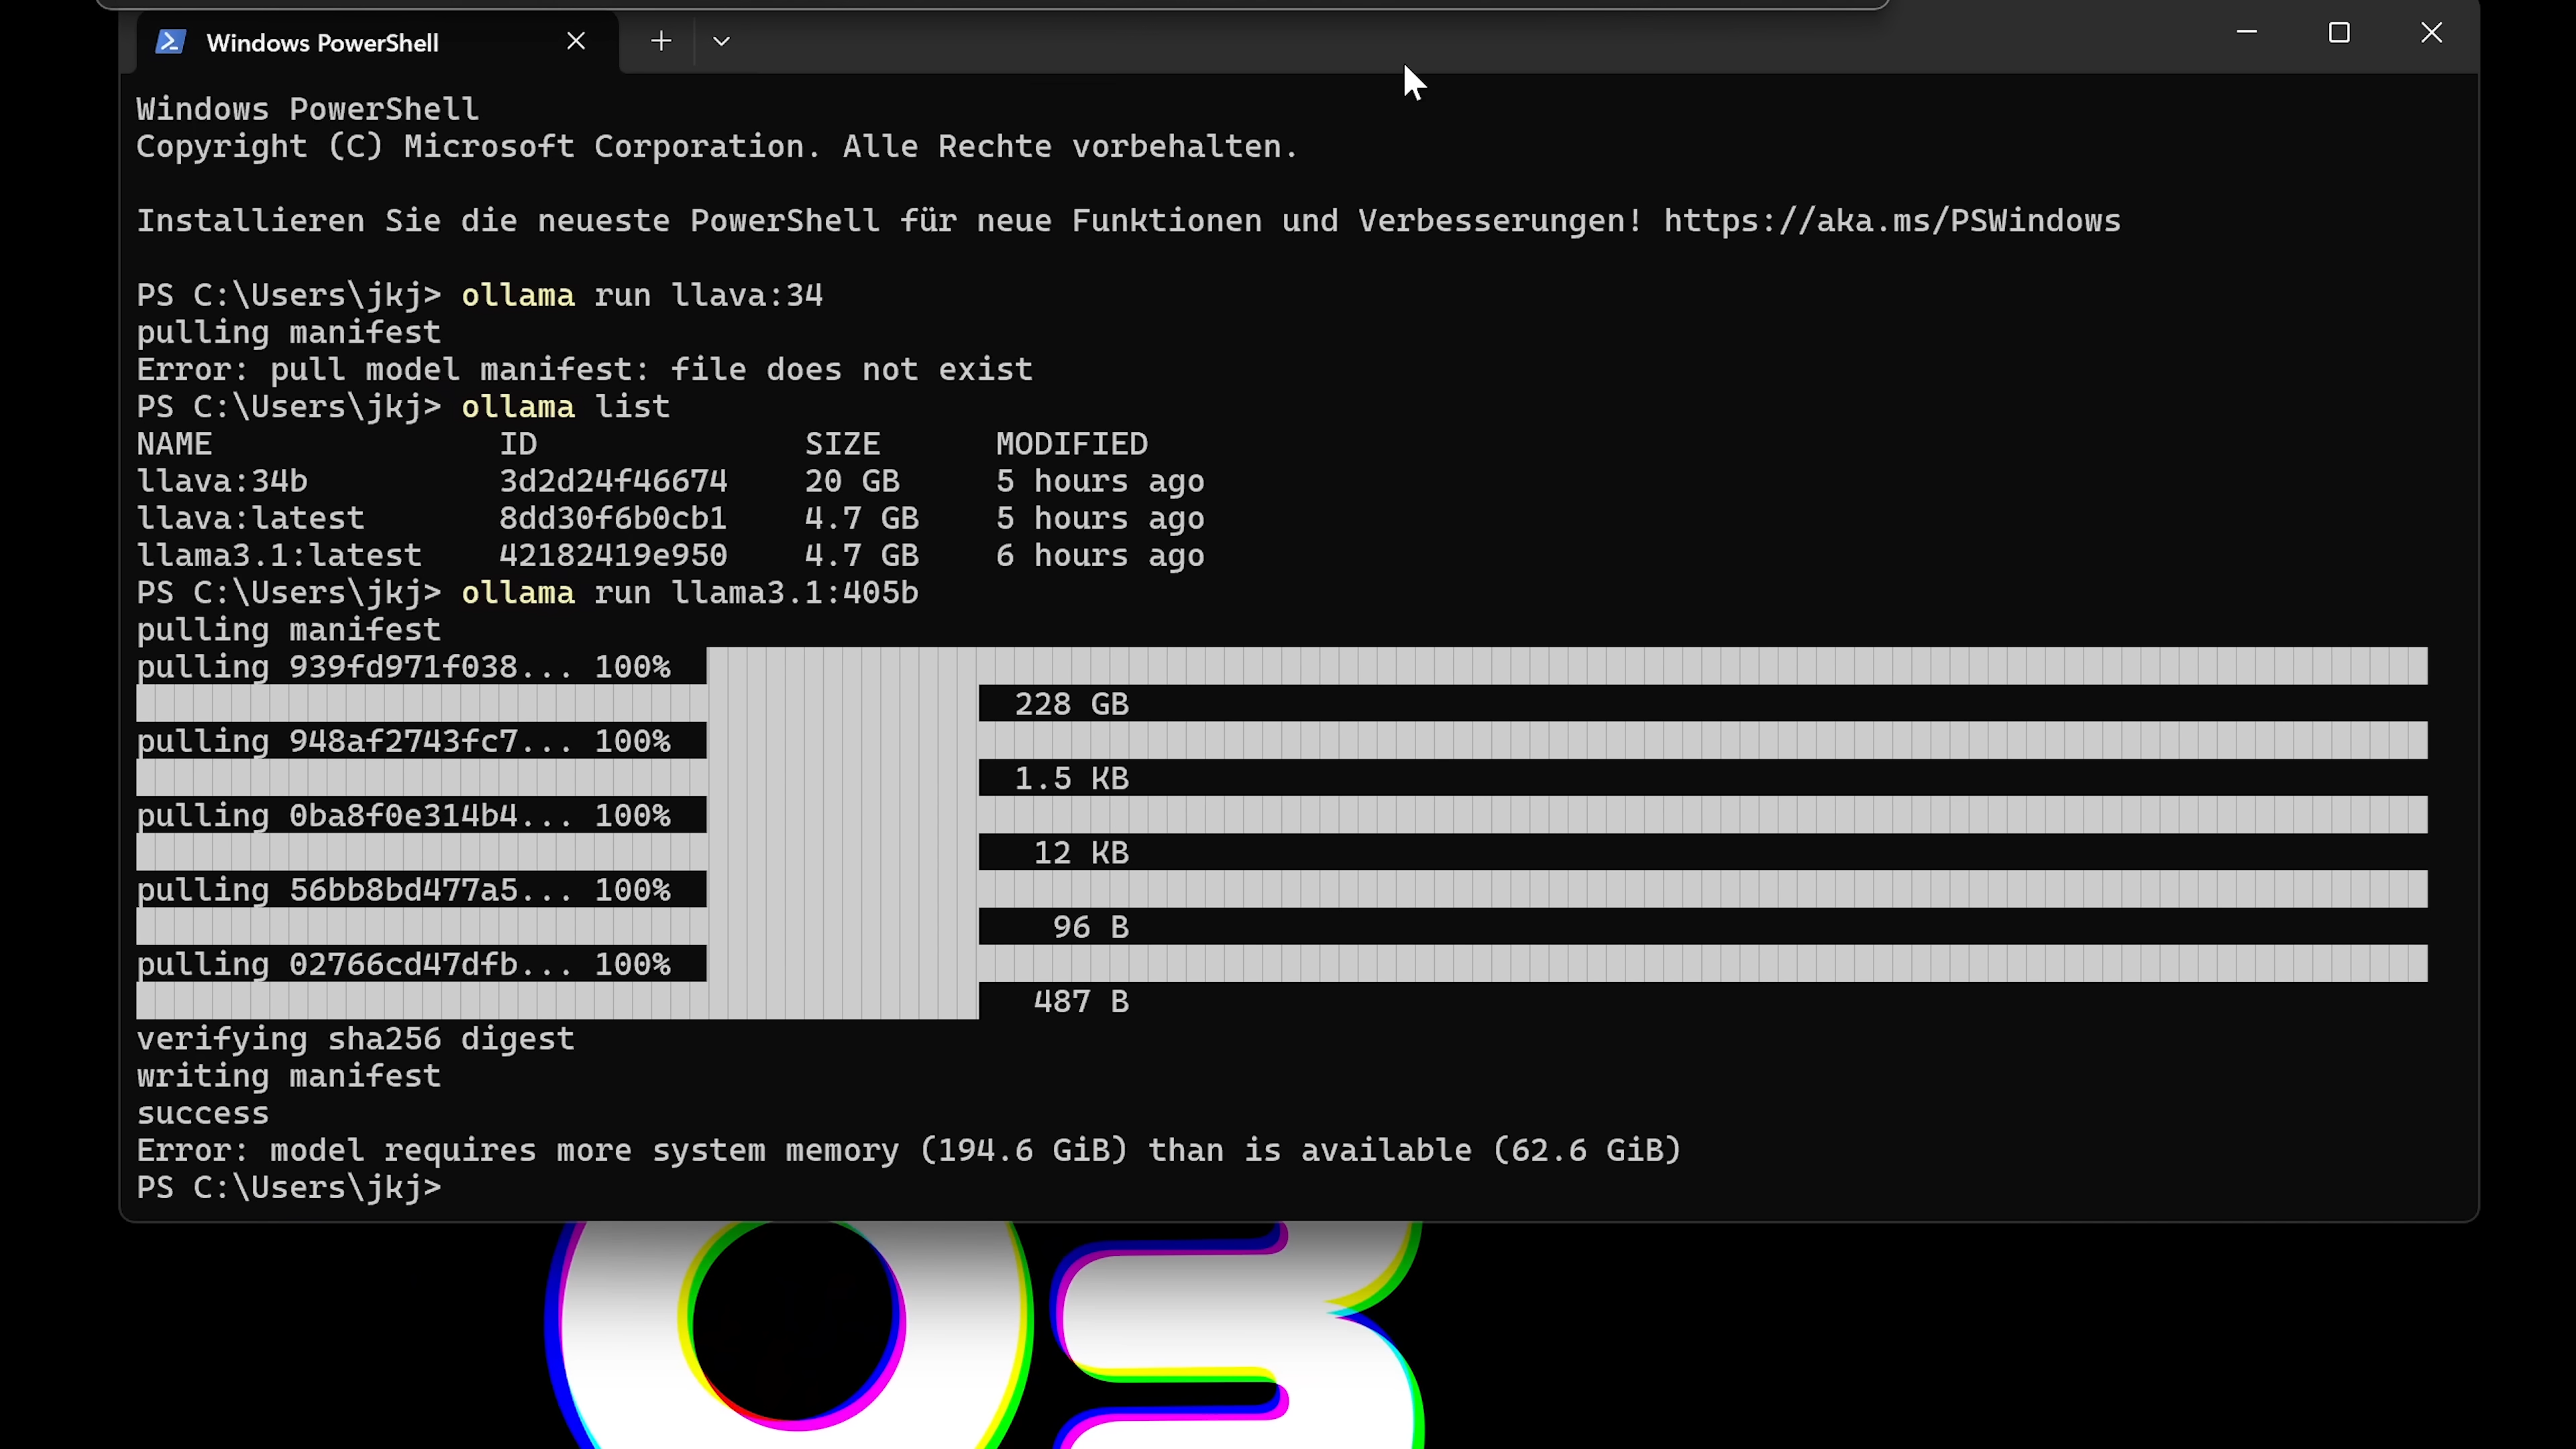 Windows PowerShell
Windows PowerShell
Copyright (C) Microsoft Corporation. Alle Rechte vorbehalten.
Installieren Sie die neueste PowerShell für neue Funktionen und Verbesserungen! https://aka.ms/PSWindows
PS C:\Users\jkj> ollama run llava:34
pulling manifest
Error: pull model manifest: file does not exist
PS C:\Users\jkj> ollama list
NAME ID SIZE MODIFIED
llava:34b 3d2d24f46674 20 GB 5 hours ago
llava:latest 8dd30f6b0cb1 4.7 GB 5 hours ago
llama3.1:latest 42182419e950 4.7 GB 6 hours ago
PS C:\Users\jkj> ollama run llama3.1:405b
pulling manifest
pulling 939fd971f038... 100%
228 GB
pulling 948af2743fc7... 100%
1.5 KB
pulling 0ba8f0e314b4... 100%
12 KB
pulling 56bb8bd477a5... 100%
96 B
pulling 02766cd47dfb... 100%
487 B
verifying sha256 digest
writing manifest
success
Error: model requires more system memory (194.6 GiB) than is available (62.6 GiB)
PS C:\Users\jkj>